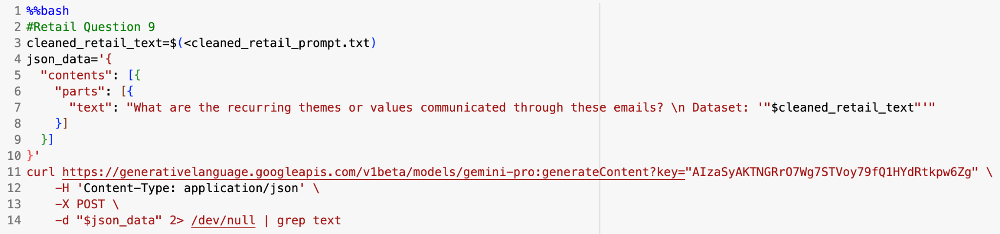 1 %%bash
2 #Retail Question 9
3 cleaned_retail_text=$(<cleaned_retail_prompt.txt)
4 json_data='{
5 "contents": [{
6 "parts": [{
7 "text": "What are the recurring themes or values communicated through these emails? \n Dataset: '"$cleaned_retail_text"'"
8 }]
9 }]
10 }'
11 curl https://generativelanguage.googleapis.com/v1beta/models/gemini-pro:generateContent?key="AIzaSyAKTNGRrO7Wg7STVoy79fQ1HYdRtkpw6Zg" \
12 -H 'Content-Type: application/json' \
13 -X POST \
14 -d "$json_data" 2> /dev/null | grep text